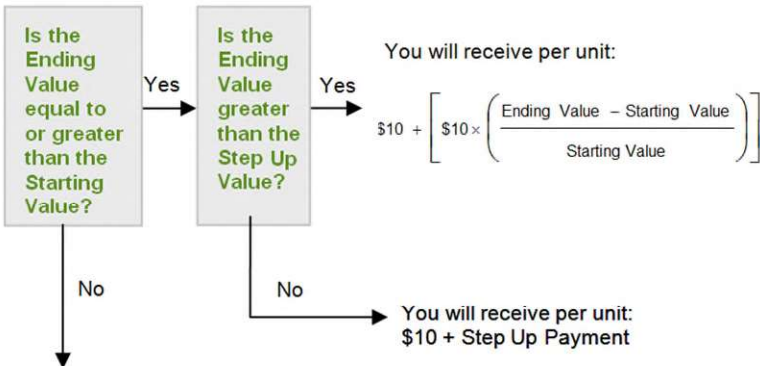 Is the
Ending
Value
equal to
or greater
than the
Starting
Value?
Yes
Is the
Ending
Value
greater
than the
Step Up
Value?
Yes
You will receive per unit:
$10 + [ $10 × ( Ending Value – Starting Value
Starting Value ) ]
No
No
You will receive per unit:
$10 + Step Up Payment